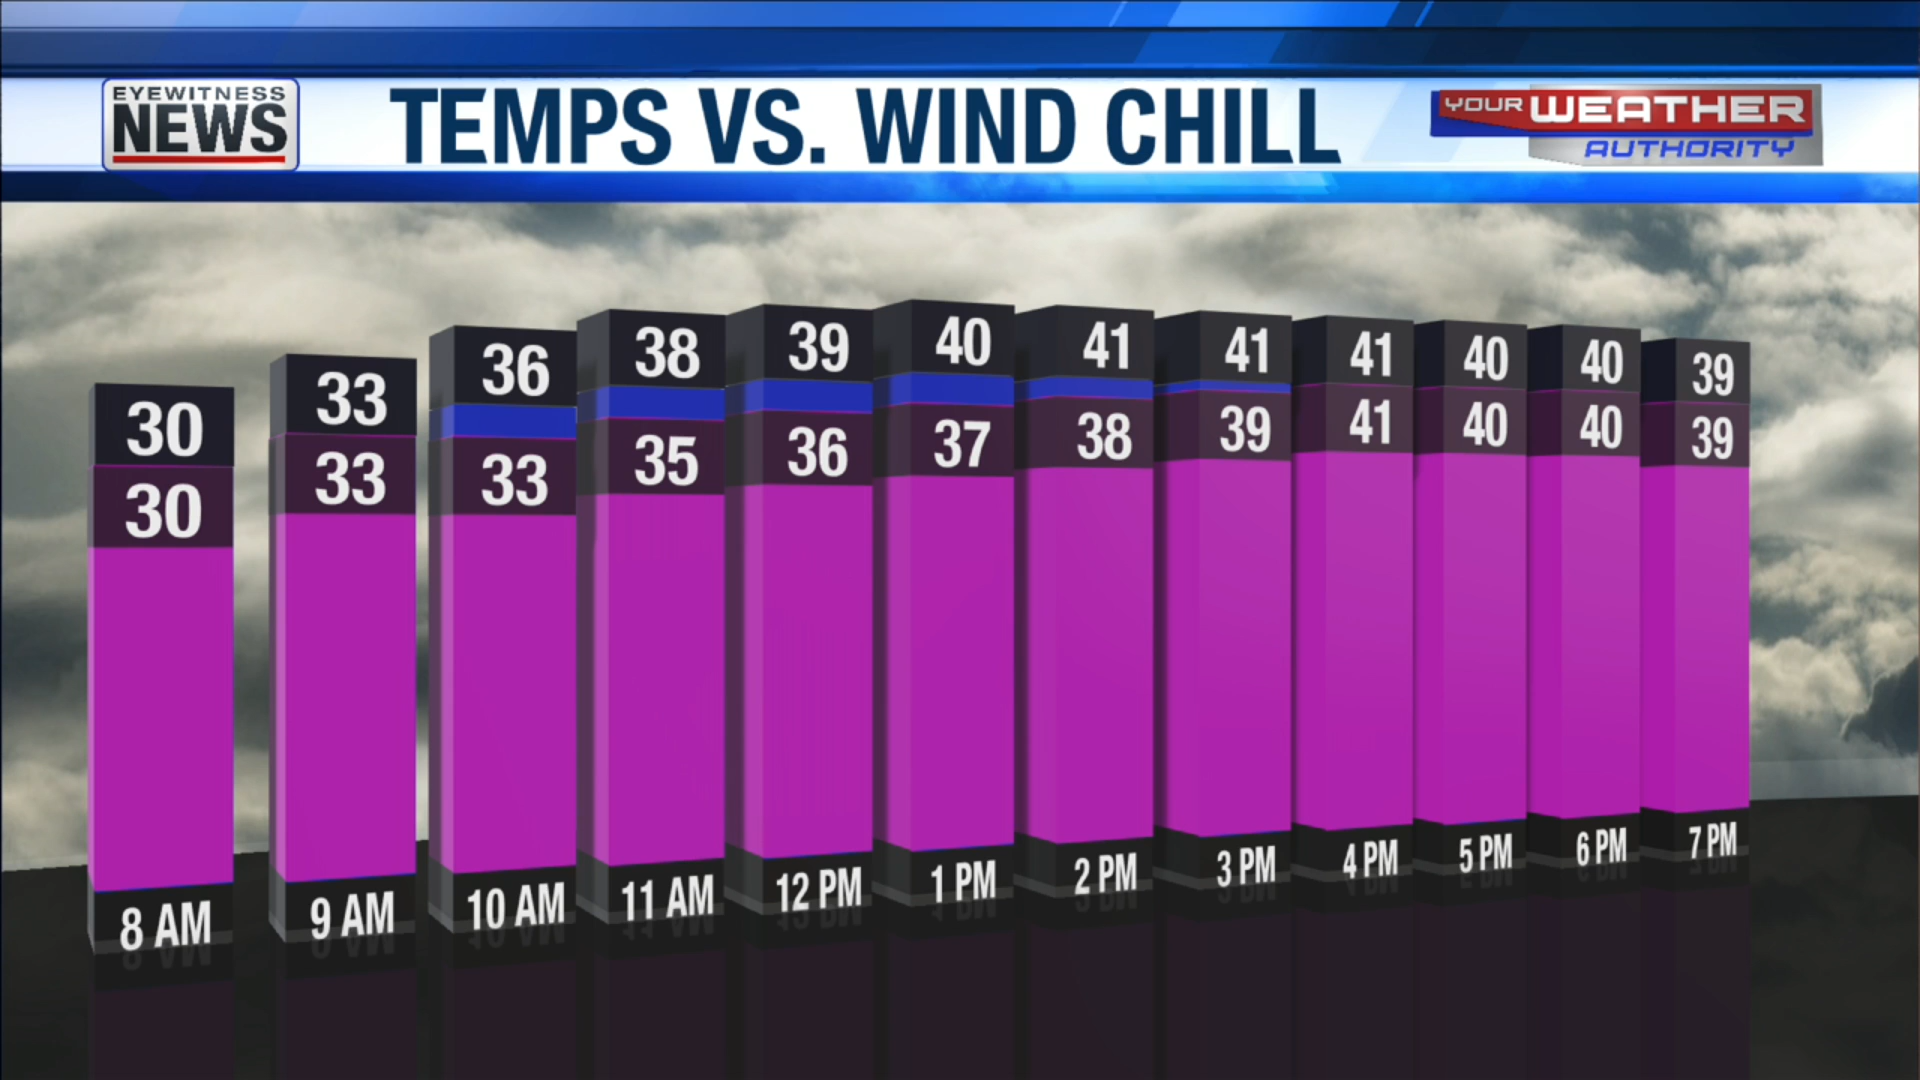 EYEWITNESS
NEWS
TEMPS VS. WIND CHILL
YOUR WEATHER
AUTHORITY
30 33 36 38 39 40 41 41 41 40 40 39
30 33 33 35 36 37 38 39 41 40 40 39
8 AM 9 AM 10 AM 11 AM 12 PM 1 PM 2 PM 3 PM 4 PM 5 PM 6 PM 7 PM